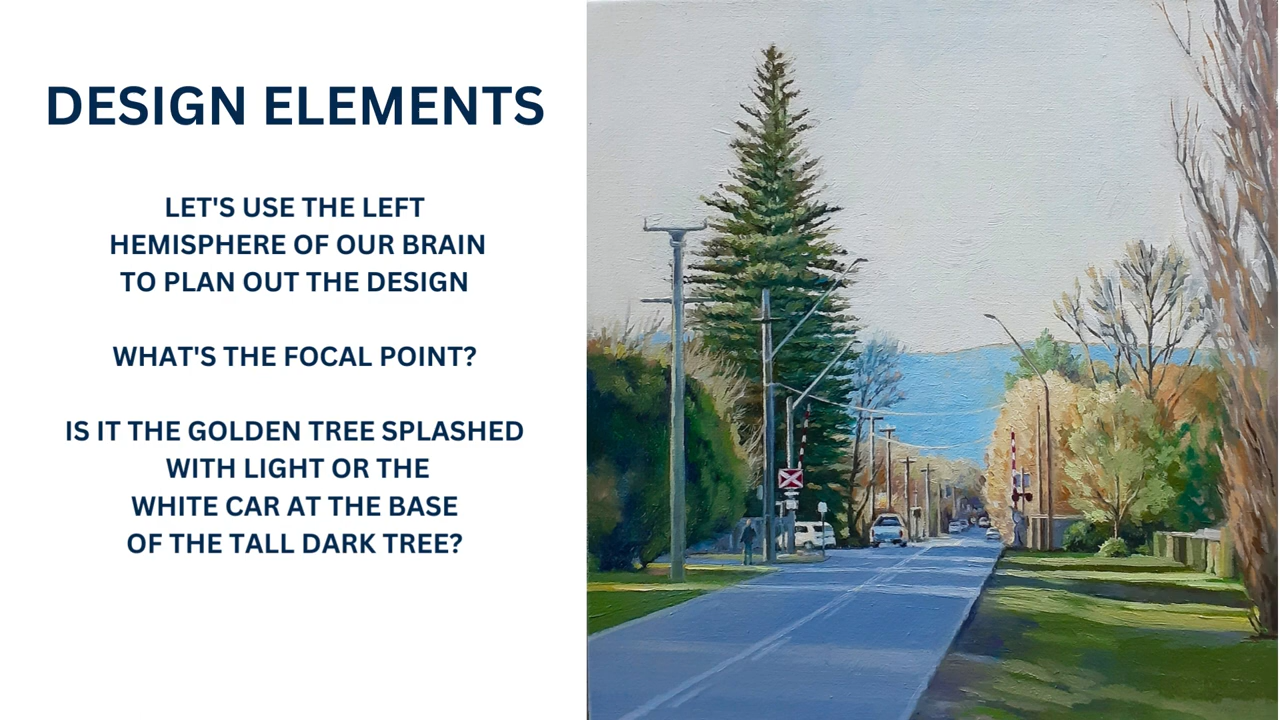 DESIGN ELEMENTS
LET'S USE THE LEFT
HEMISPHERE OF OUR BRAIN
TO PLAN OUT THE DESIGN
WHAT'S THE FOCAL POINT?
IS IT THE GOLDEN TREE SPLASHED
WITH LIGHT OR THE
WHITE CAR AT THE BASE
OF THE TALL DARK TREE?